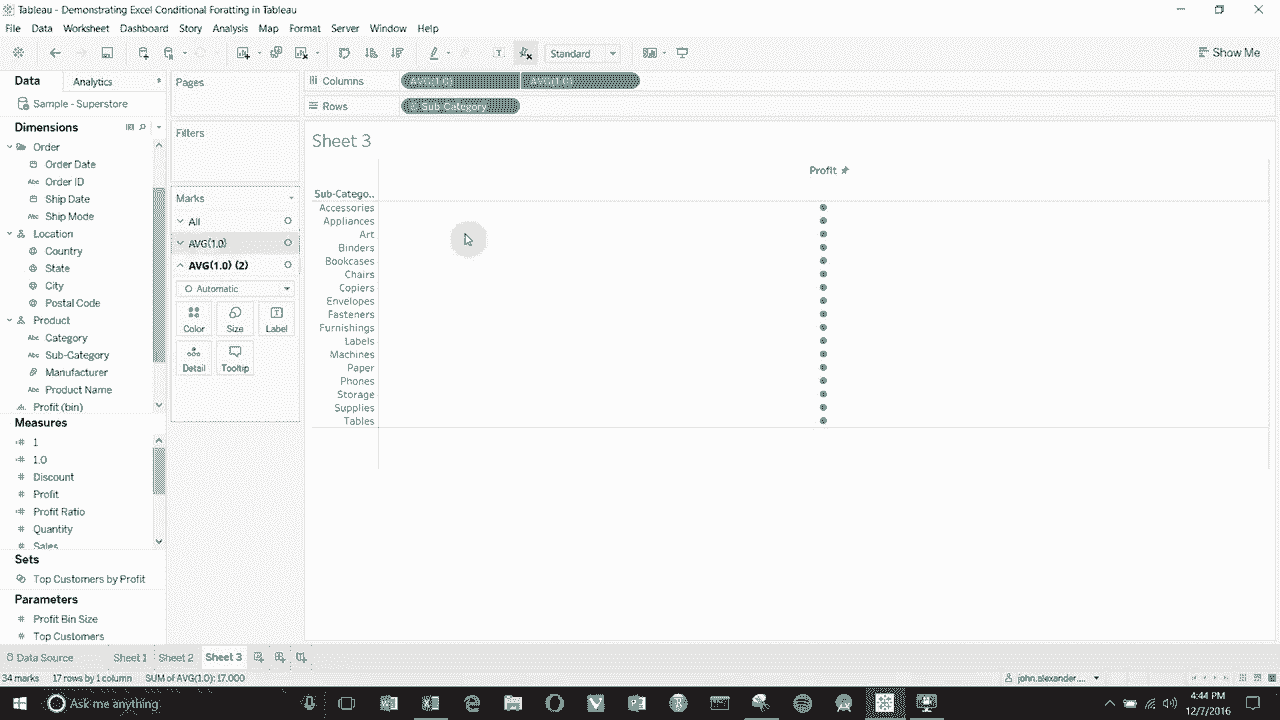 Tableau - Demonstrating Excel Conditional Foratting in Tableau
File Data Worksheet Dashboard Story Analysis Map Format Server Window Help
Standard
Show Me
Data Analytics
Sample - Superstore
Dimensions
Order
Order Date
Abc Order ID
Ship Date
Abc Ship Mode
Location
Country
State
City
Postal Code
Product
Abc Category
Abc Sub-Category
Manufacturer
Abc Product Name
Profit (bin)
Measures
1
1.0
Discount
Profit
Profit Ratio
Quantity
Sales
Sets
Top Customers by Profit
Parameters
# Profit Bin Size
# Top Customers
Pages
Filters
Marks
All
AVG(1.0)
AVG(1.0) (2)
Automatic
Color Size Label
Detail Tooltip
Columns AVG(1.0) AVG(1.0)
Rows Sub-Category
Sheet 3
Profit
Sub-Catego..
Accessories
Appliances
Art
Binders
Bookcases
Chairs
Copiers
Envelopes
Fasteners
Furnishings
Labels
Machines
Paper
Phones
Storage
Supplies
Tables
Data Source Sheet 1 Sheet 2 Sheet 3
34 marks 17 rows by 1 column SUM of AVG(1.0): 17.000
john.alexander....
Ask me anything
4:44 PM
12/7/2016